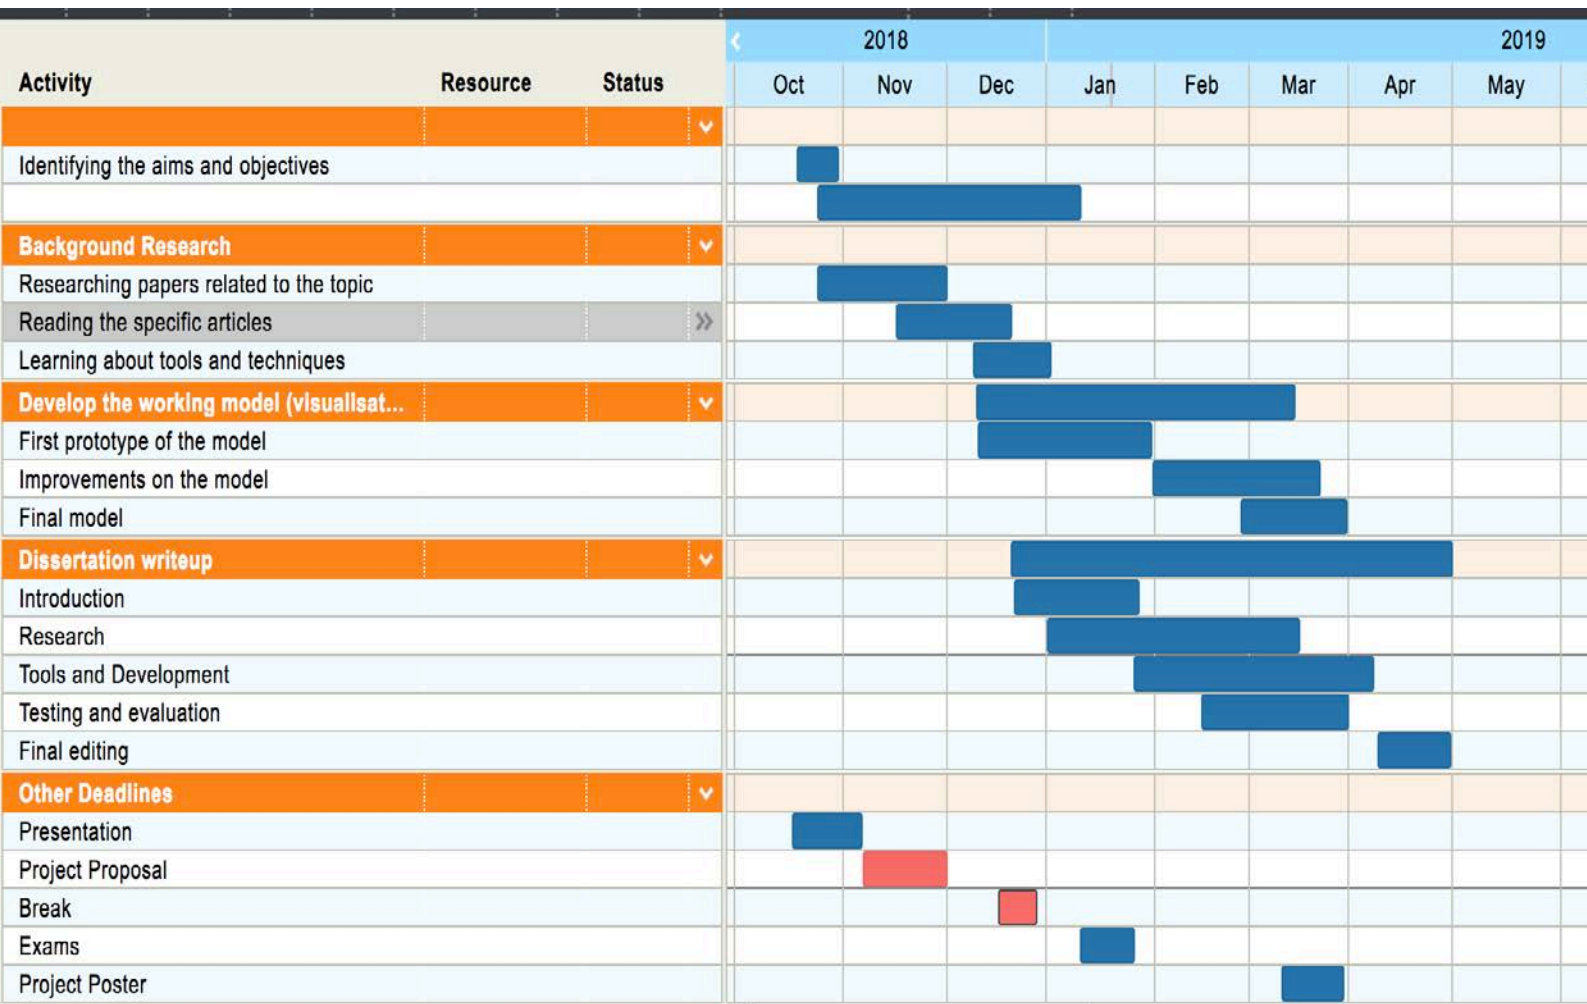 2018 2019
Activity Resource Status Oct Nov Dec Jan Feb Mar Apr May
Identifying the aims and objectives
Background Research
Researching papers related to the topic
Reading the specific articles
Learning about tools and techniques
Develop the working model (visualisat...
First prototype of the model
Improvements on the model
Final model
Dissertation writeup
Introduction
Research
Tools and Development
Testing and evaluation
Final editing
Other Deadlines
Presentation
Project Proposal
Break
Exams
Project Poster